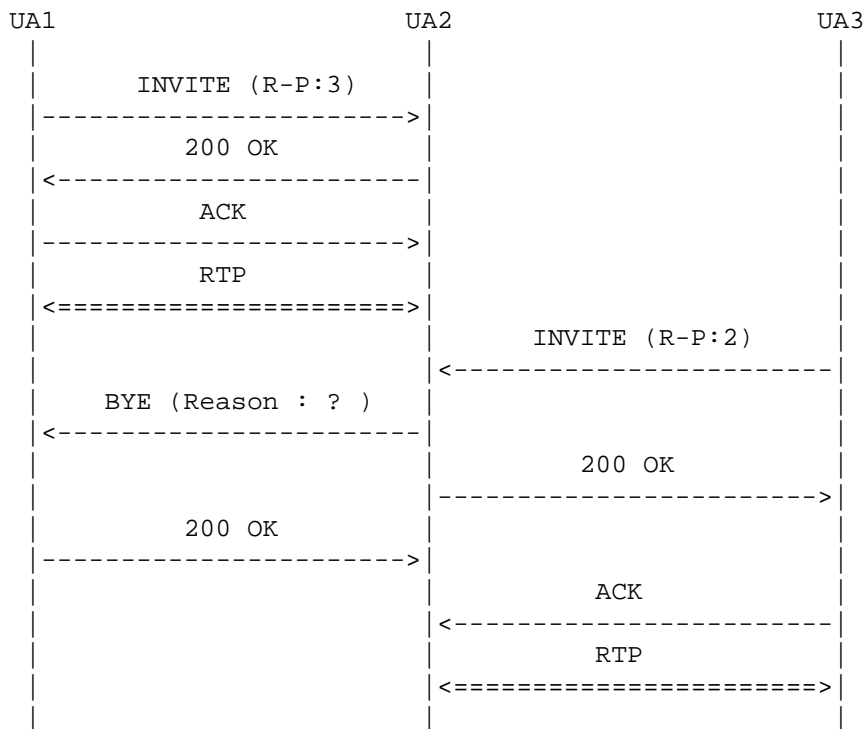 UA1 UA2 UA3
INVITE (R-P:3)
200 OK
ACK
RTP
INVITE (R-P:2)
BYE (Reason : ? )
200 OK
200 OK
ACK
RTP